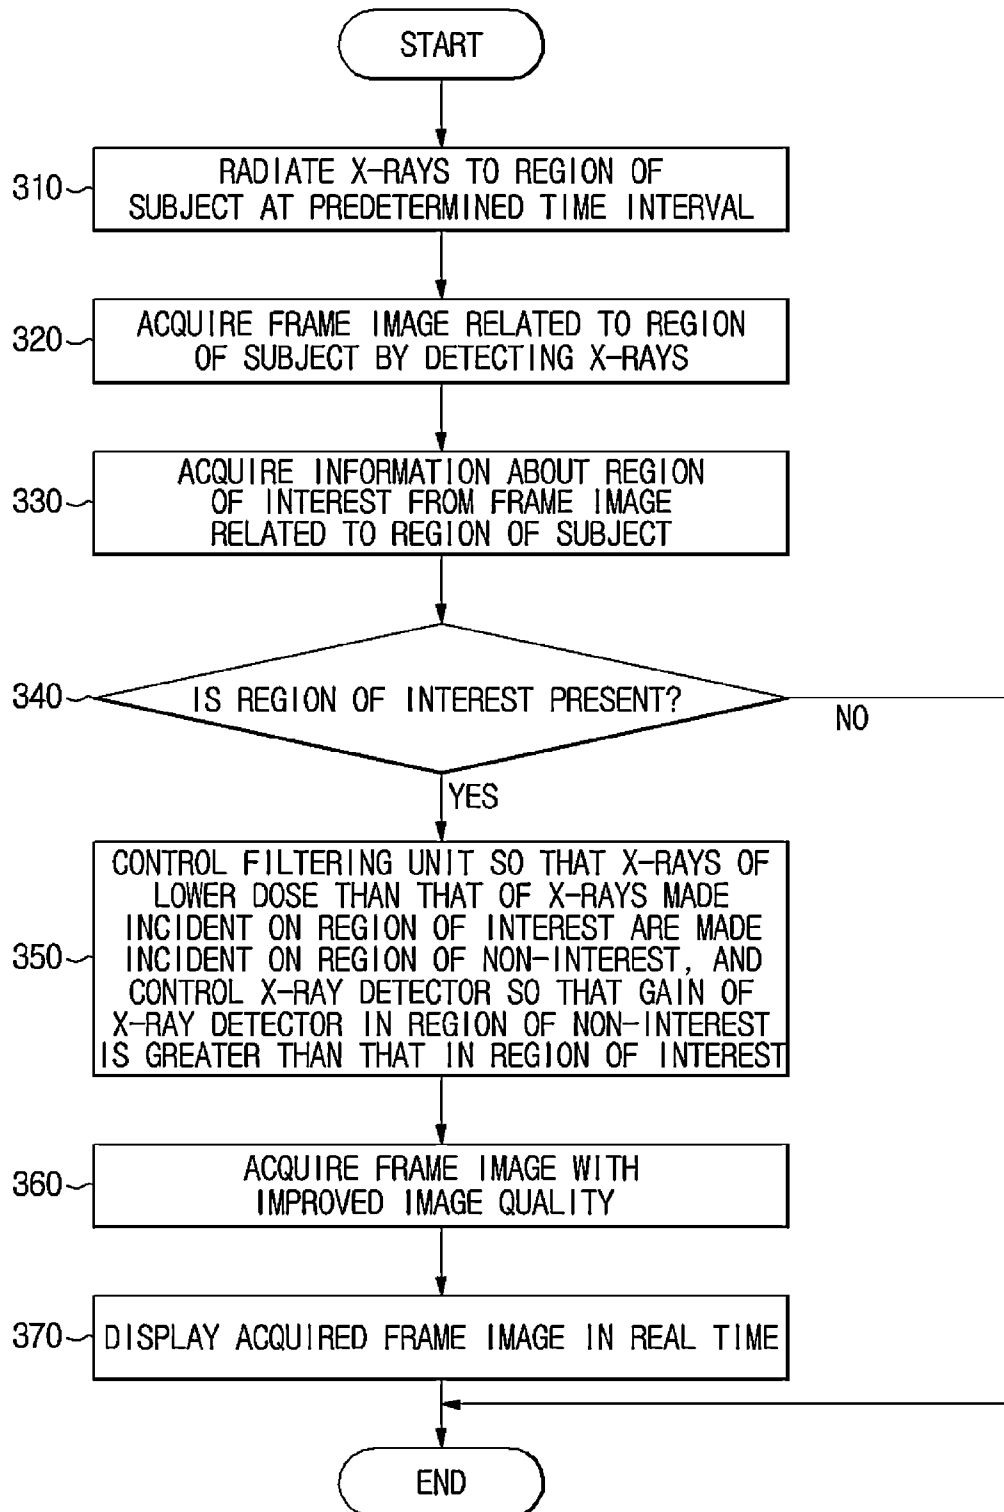 START
310
RADIATE X-RAYS TO REGION OF
SUBJECT AT PREDETERMINED TIME INTERVAL
320
ACQUIRE FRAME IMAGE RELATED TO REGION
OF SUBJECT BY DETECTING X-RAYS
330
ACQUIRE INFORMATION ABOUT REGION
OF INTEREST FROM FRAME IMAGE
RELATED TO REGION OF SUBJECT
340
IS REGION OF INTEREST PRESENT?
NO
YES
350
CONTROL FILTERING UNIT SO THAT X-RAYS OF
LOWER DOSE THAN THAT OF X-RAYS MADE
INCIDENT ON REGION OF INTEREST ARE MADE
INCIDENT ON REGION OF NON-INTEREST, AND
CONTROL X-RAY DETECTOR SO THAT GAIN OF
X-RAY DETECTOR IN REGION OF NON-INTEREST
IS GREATER THAN THAT IN REGION OF INTEREST
360
ACQUIRE FRAME IMAGE WITH
IMPROVED IMAGE QUALITY
370
DISPLAY ACQUIRED FRAME IMAGE IN REAL TIME
END